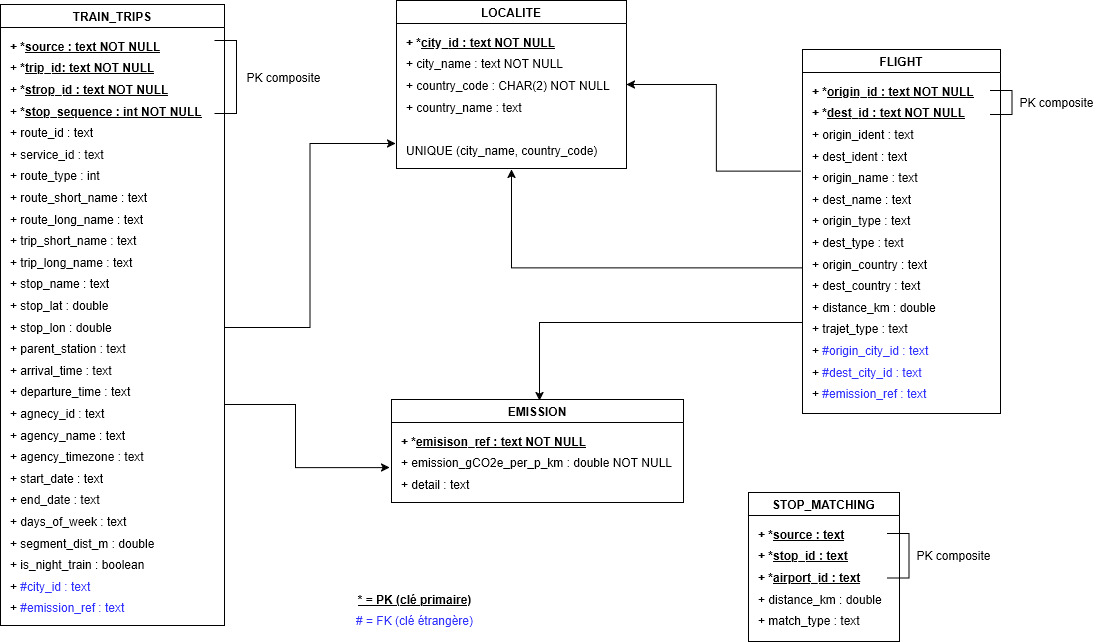 TRAIN_TRIPS
+ *source : text NOT NULL
+ *trip_id: text NOT NULL
+ *strop_id : text NOT NULL
+ *stop_sequence : int NOT NULL
+ route_id : text
+ service_id : text
+ route_type : int
+ route_short_name : text
+ route_long_name : text
+ trip_short_name : text
+ trip_long_name : text
+ stop_name : text
+ stop_lat : double
+ stop_lon : double
+ parent_station : text
+ arrival_time : text
+ departure_time : text
+ agnecy_id : text
+ agency_name : text
+ agency_timezone : text
+ start_date : text
+ end_date : text
+ days_of_week : text
+ segment_dist_m : double
+ is_night_train : boolean
+ #city_id : text
+ #emission_ref : text
PK composite
LOCALITE
+ *city_id : text NOT NULL
+ city_name : text NOT NULL
+ country_code : CHAR(2) NOT NULL
+ country_name : text
UNIQUE (city_name, country_code)
FLIGHT
+ *origin_id : text NOT NULL
+ *dest_id : text NOT NULL
+ origin_ident : text
+ dest_ident : text
+ origin_name : text
+ dest_name : text
+ origin_type : text
+ dest_type : text
+ origin_country : text
+ dest_country : text
+ distance_km : double
+ trajet_type : text
+ #origin_city_id : text
+ #dest_city_id : text
+ #emission_ref : text
PK composite
EMISSION
+ *emisison_ref : text NOT NULL
+ emission_gCO2e_per_p_km : double NOT NULL
+ detail : text
STOP_MATCHING
+ *source : text
+ *stop_id : text
+ *airport_id : text
+ distance_km : double
+ match_type : text
PK composite
* = PK (clé primaire)
# = FK (clé étrangère)